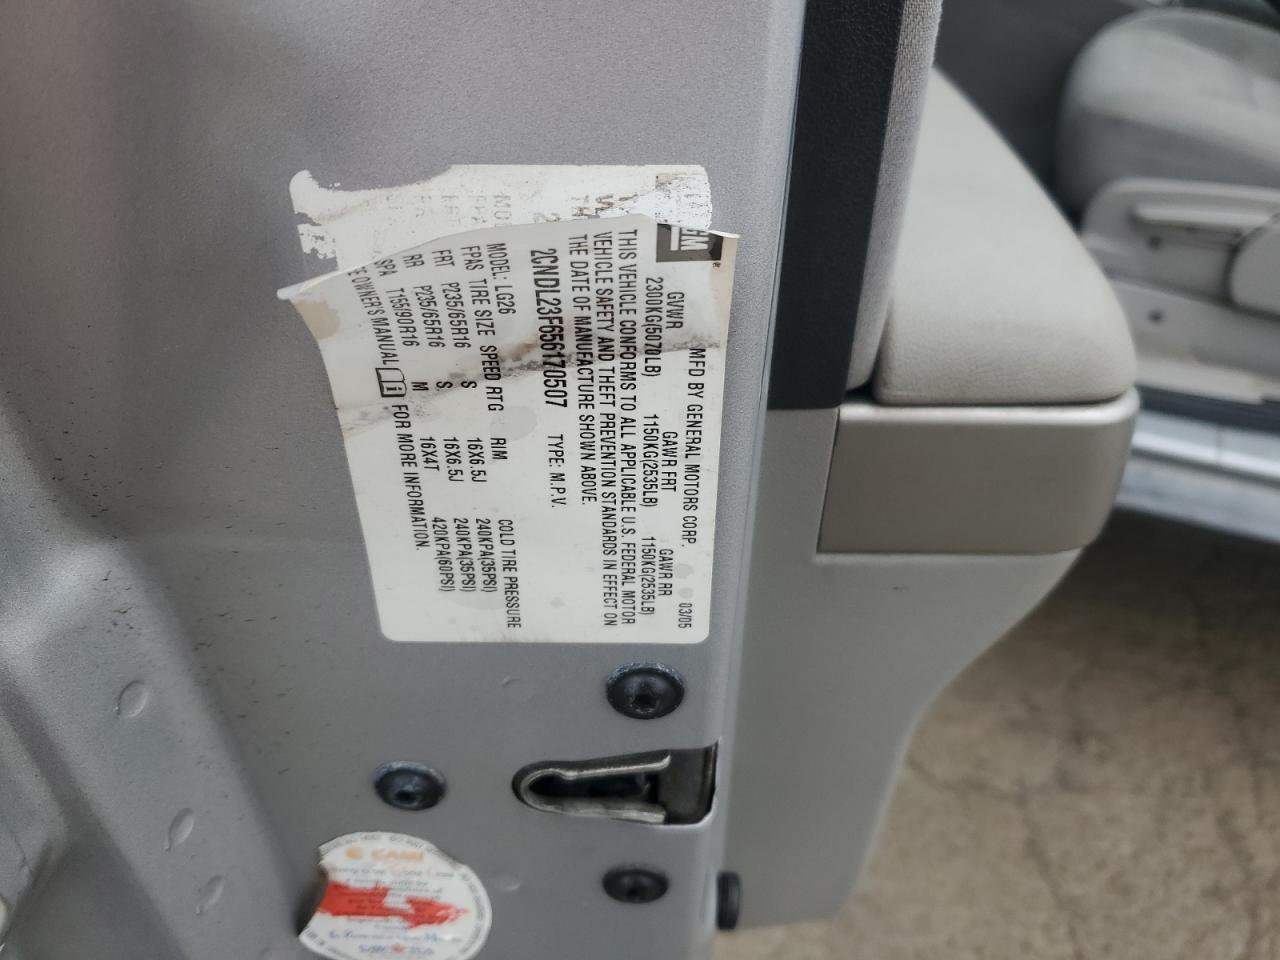 GM
MFD BY GENERAL MOTORS CORP. 03/05
GVWR GAWR FRT GAWR RR
2300KG(5070LB) 1150KG(2535LB) 1150KG(2535LB)
THIS VEHICLE CONFORMS TO ALL APPLICABLE U.S. FEDERAL MOTOR
VEHICLE SAFETY AND THEFT PREVENTION STANDARDS IN EFFECT ON
THE DATE OF MANUFACTURE SHOWN ABOVE.
2CNDL23F656170507 TYPE: M.P.V.
MODEL: LG26
FPAS TIRE SIZE SPEED RTG RIM COLD TIRE PRESSURE
FRT P235/65R16 S 16X6.5J 240KPA(35PSI)
RR P235/65R16 S 16X6.5J 240KPA(35PSI)
SPA T155/90R16 M 16X4T 420KPA(60PSI)
E OWNER'S MANUAL FOR MORE INFORMATION.